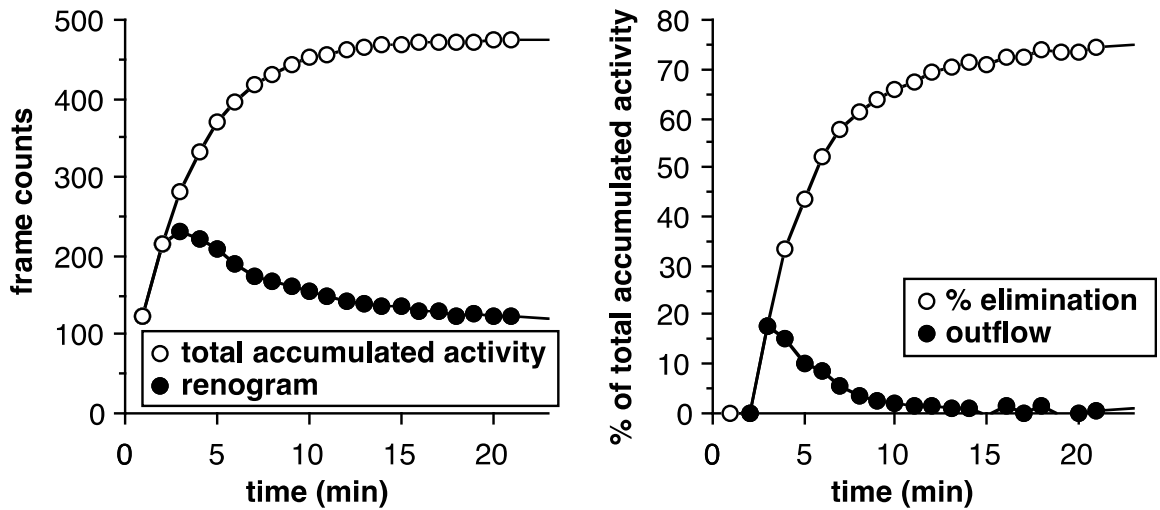 500
400
300
200
100
0
frame counts
total accumulated activity
renogram
0 5 10 15 20
time (min)
80
70
60
50
40
30
20
10
0
% of total accumulated activity
% elimination
outflow
0 5 10 15 20
time (min)